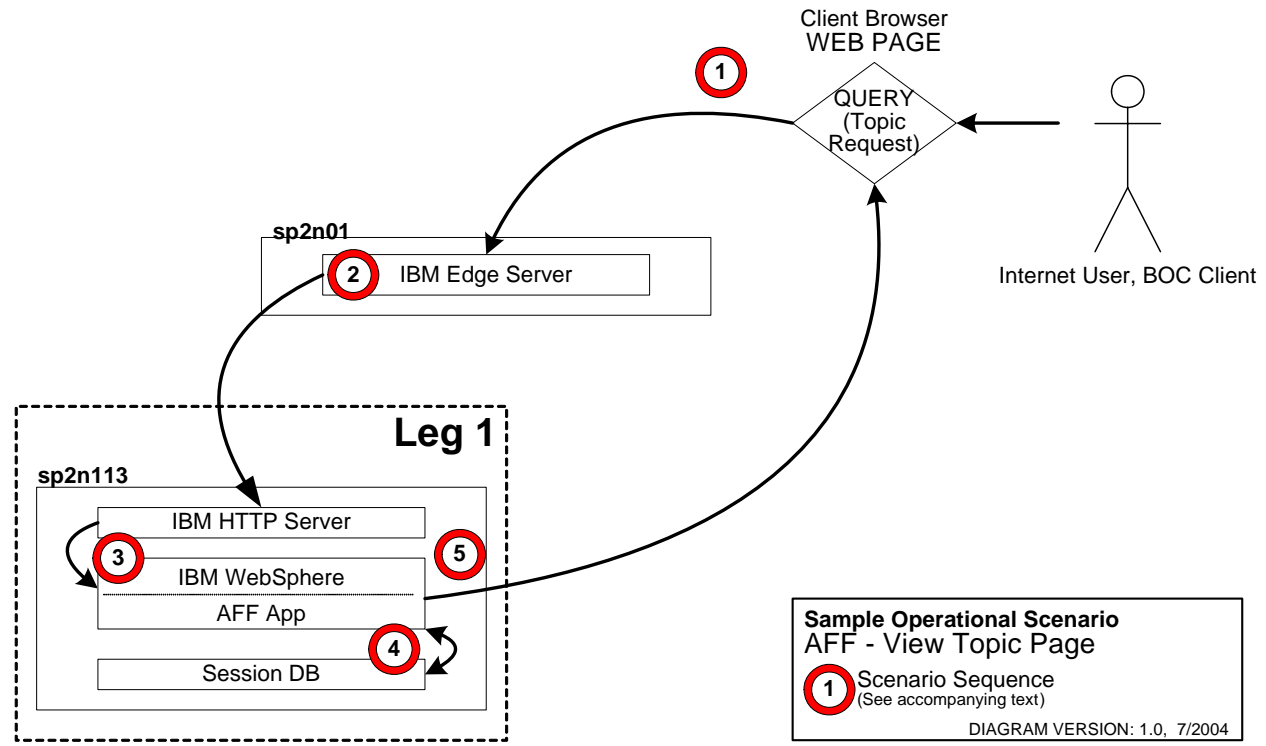 Client Browser
WEB PAGE
1
QUERY
(Topic
Request)
Internet User, BOC Client
sp2n01
2
IBM Edge Server
Leg 1
sp2n113
IBM HTTP Server
3
5
IBM WebSphere
AFF App
4
Session DB
Sample Operational Scenario
AFF - View Topic Page
1
Scenario Sequence
(See accompanying text)
DIAGRAM VERSION: 1.0, 7/2004